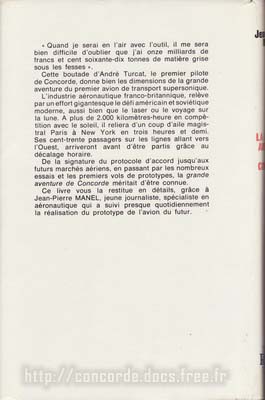 « Quand je serai en l'air avec l'outil, il me sera
bien difficile d'oublier que j'ai onze milliards de
francs et cent soixante-dix tonnes de matière grise
sous les fesses ».
Cette boutade d'André Turcat, le premier pilote
de Concorde, donne bien les dimensions de la grande
aventure du premier avion de transport supersonique.
L'industrie aéronautique franco-britannique, relève
par un effort gigantesque le défi américain et soviétique
moderne, aussi bien que le laser ou le voyage sur
la lune. A plus de 2.000 kilomètres-heure en compé-
tition avec le soleil, il reliera d'un coup d'aile magis-
tral Paris à New York en trois heures et demi.
Ses cent-trente passagers sur les lignes allant vers
l'Ouest, arriveront avant d'être partis grâce au
décalage horaire.
De la signature du protocole d'accord jusqu'aux
futurs marchés aériens, en passant par les nombreux
essais et les premiers vols de prototypes, la grande
aventure de Concorde méritait d'être connue.
Ce livre vous la restitue en détails, grâce à
Jean-Pierre MANEL, jeune journaliste, spécialiste en
aéronautique qui a suivi presque quotidiennement
la réalisation du prototype de l'avion du futur.
http://concorde.docs.free.fr